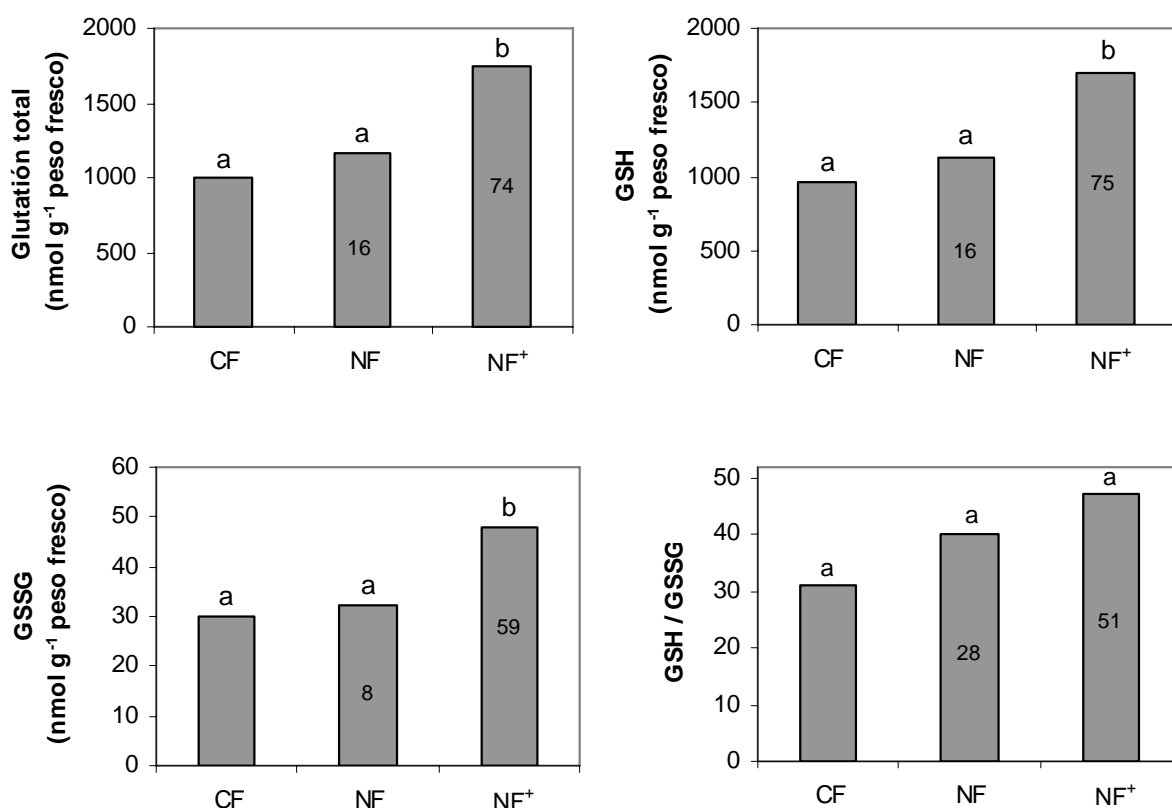 Glutatión total
(nmol g⁻¹ peso fresco)
2000
1500
1000
500
0
a
a
b
16
74
CF
NF
NF⁺
GSH
(nmol g⁻¹ peso fresco)
2000
1500
1000
500
0
a
a
b
16
75
CF
NF
NF⁺
GSSG
(nmol g⁻¹ peso fresco)
60
50
40
30
20
10
0
a
a
b
8
59
CF
NF
NF⁺
GSH / GSSG
50
40
30
20
10
0
a
a
a
28
51
CF
NF
NF⁺